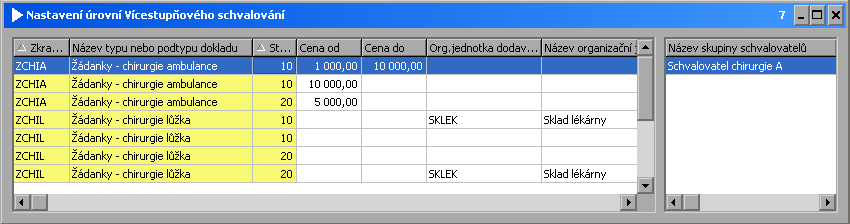 Nastavení úrovní Vícestupňového schvalování 7
Zkra... Název typu nebo podtypu dokladu St... Cena od Cena do Org.jednotka dodav... Název organizační j
ZCHIA Žádanky - chirurgie ambulance 10 1 000,00 10 000,00
ZCHIA Žádanky - chirurgie ambulance 10 10 000,00
ZCHIA Žádanky - chirurgie ambulance 20 5 000,00
ZCHIL Žádanky - chirurgie lůžka 10 SKLEK Sklad lékárny
ZCHIL Žádanky - chirurgie lůžka 10
ZCHIL Žádanky - chirurgie lůžka 20
ZCHIL Žádanky - chirurgie lůžka 20 SKLEK Sklad lékárny
Název skupiny schvalovatelů
Schvalovatel chirurgie A